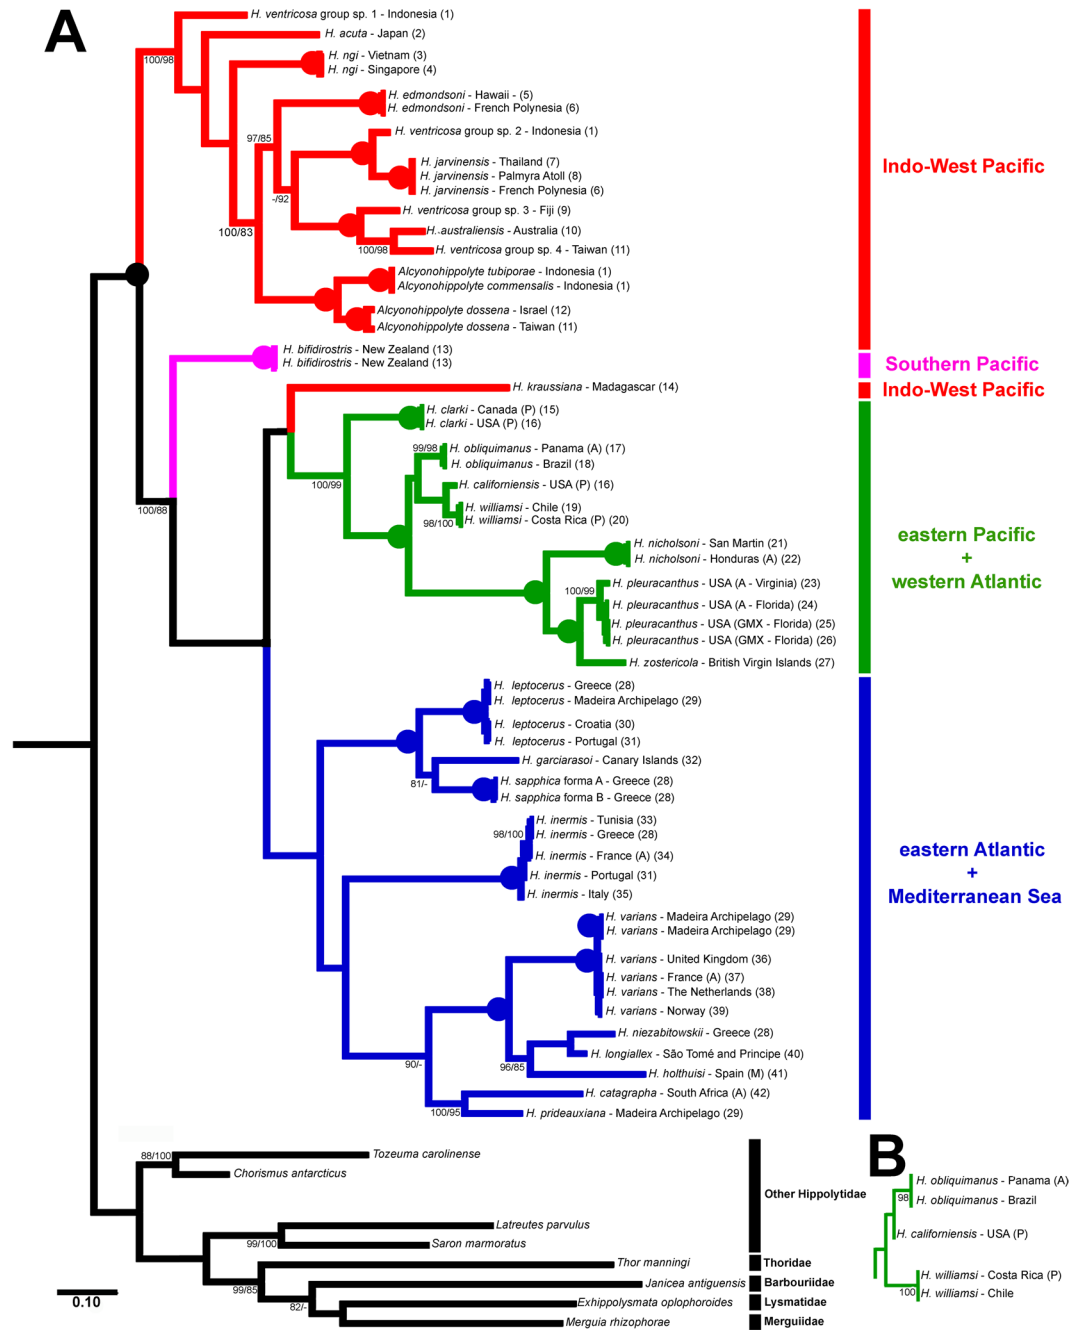 A
H. ventricosa group sp. 1 - Indonesia (1)
H. acuta - Japan (2)
100/98
H. ngi - Vietnam (3)
H. ngi - Singapore (4)
H. edmondsoni - Hawaii - (5)
H. edmondsoni - French Polynesia (6)
97/85
H. ventricosa group sp. 2 - Indonesia (1)
H. jarvinensis - Thailand (7)
H. jarvinensis - Palmyra Atoll (8)
H. jarvinensis - French Polynesia (6)
Indo-West Pacific
-/92
H. ventricosa group sp. 3 - Fiji (9)
100/83
H. australiensis - Australia (10)
100/98
H. ventricosa group sp. 4 - Taiwan (11)
Alcyonohippolyte tubiporae - Indonesia (1)
Alcyonohippolyte commensalis - Indonesia (1)
Alcyonohippolyte dossena - Israel (12)
Alcyonohippolyte dossena - Taiwan (11)
H. bifidirostris - New Zealand (13)
H. bifidirostris - New Zealand (13)
Southern Pacific
H. kraussiana - Madagascar (14)
Indo-West Pacific
H. clarki - Canada (P) (15)
H. clarki - USA (P) (16)
99/98
H. obliquimanus - Panama (A) (17)
H. obliquimanus - Brazil (18)
100/99
H. californiensis - USA (P) (16)
100/88
H. williamsi - Chile (19)
98/100
H. williamsi - Costa Rica (P) (20)
H. nicholsoni - San Martin (21)
H. nicholsoni - Honduras (A) (22)
eastern Pacific
+
western Atlantic
H. pleuracanthus - USA (A - Virginia) (23)
100/99
H. pleuracanthus - USA (A - Florida) (24)
H. pleuracanthus - USA (GMX - Florida) (25)
H. pleuracanthus - USA (GMX - Florida) (26)
H. zostericola - British Virgin Islands (27)
H. leptocerus - Greece (28)
H. leptocerus - Madeira Archipelago (29)
H. leptocerus - Croatia (30)
H. leptocerus - Portugal (31)
H. garciarasoi - Canary Islands (32)
81/-
H. sapphica forma A - Greece (28)
H. sapphica forma B - Greece (28)
H. inermis - Tunisia (33)
98/100
H. inermis - Greece (28)
H. inermis - France (A) (34)
H. inermis - Portugal (31)
H. inermis - Italy (35)
eastern Atlantic
+
Mediterranean Sea
H. varians - Madeira Archipelago (29)
H. varians - Madeira Archipelago (29)
H. varians - United Kingdom (36)
H. varians - France (A) (37)
H. varians - The Netherlands (38)
H. varians - Norway (39)
H. niezabitowskii - Greece (28)
H. longiallex - São Tomé and Principe (40)
90/-
96/85
H. holthuisi - Spain (M) (41)
H. catagrapha - South Africa (A) (42)
100/95
H. prideauxiana - Madeira Archipelago (29)
88/100
Tozeuma carolinense
Chorismus antarcticus
Other Hippolytidae
Latreutes parvulus
99/100
Saron marmoratus
Thor manningi
Thoridae
99/85
Janicea antiguensis
Barbouriidae
82/-
Exhippolysmata oplophoroides
Lysmatidae
Merguia rhizophorae
Merguiidae
0.10
B
H. obliquimanus - Panama (A)
98
H. obliquimanus - Brazil
H. californiensis - USA (P)
H. williamsi - Costa Rica (P)
100
H. williamsi - Chile